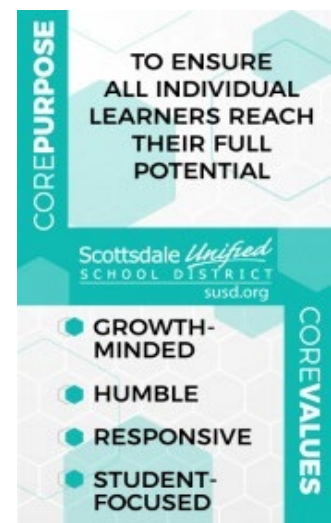 COREPURPOSE
TO ENSURE
ALL INDIVIDUAL
LEARNERS REACH
THEIR FULL
POTENTIAL
Scottsdale Unified
SCHOOL DISTRICT
susd.org
GROWTH-
MINDED
HUMBLE
RESPONSIVE
STUDENT-
FOCUSED
COREVALUES